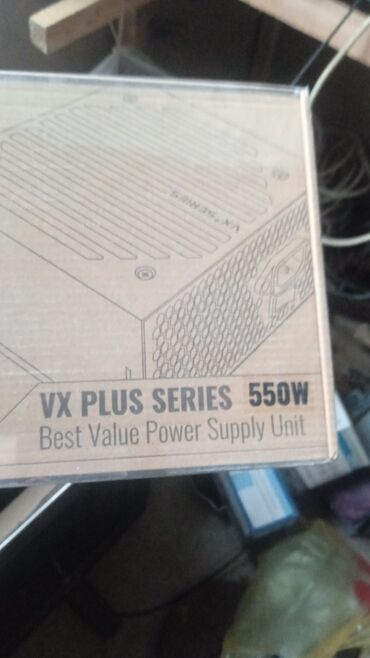 VX+SERIES
VX PLUS SERIES 550W
Best Value Power Supply Unit